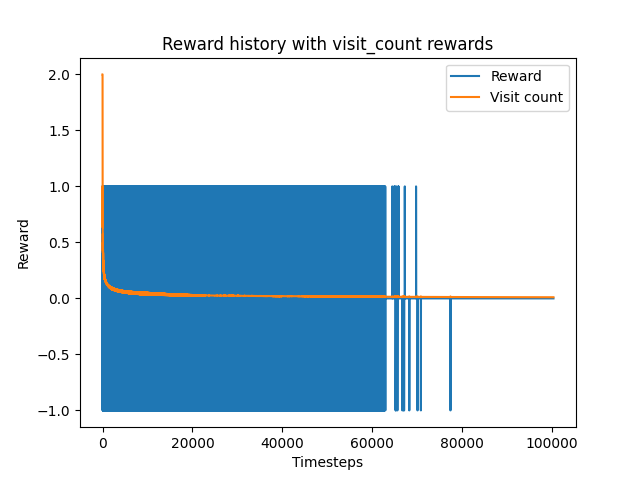 Reward history with visit_count rewards
Reward
Visit count
2.0
1.5
1.0
0.5
0.0
−0.5
−1.0
Reward
0 20000 40000 60000 80000 100000
Timesteps